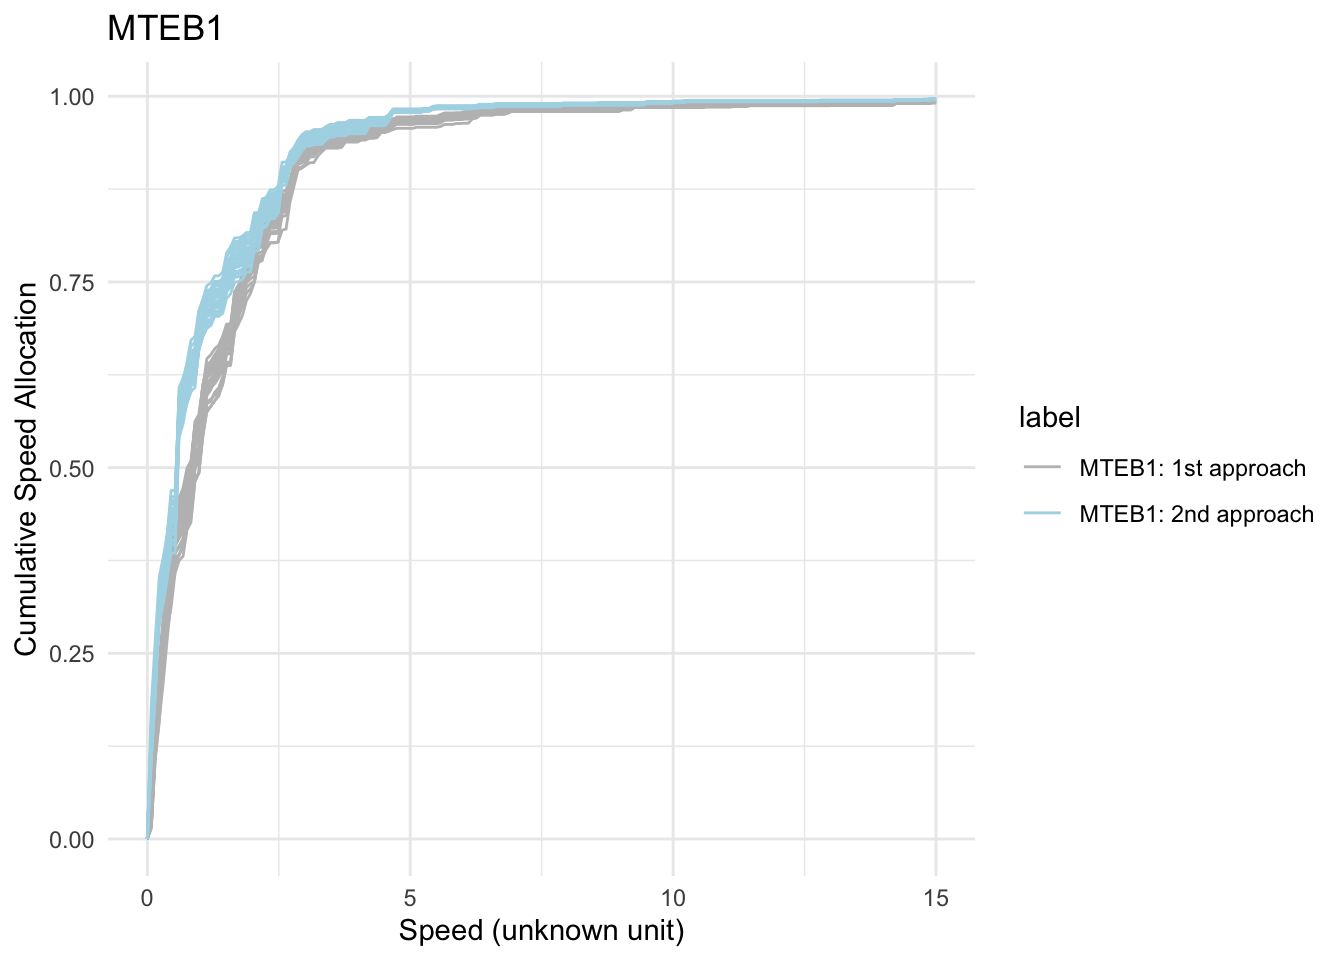 MTEB1
1.00
0.75
0.50
0.25
0.00
Cumulative Speed Allocation
0 5 10 15
Speed (unknown unit)
label
MTEB1: 1st approach
MTEB1: 2nd approach